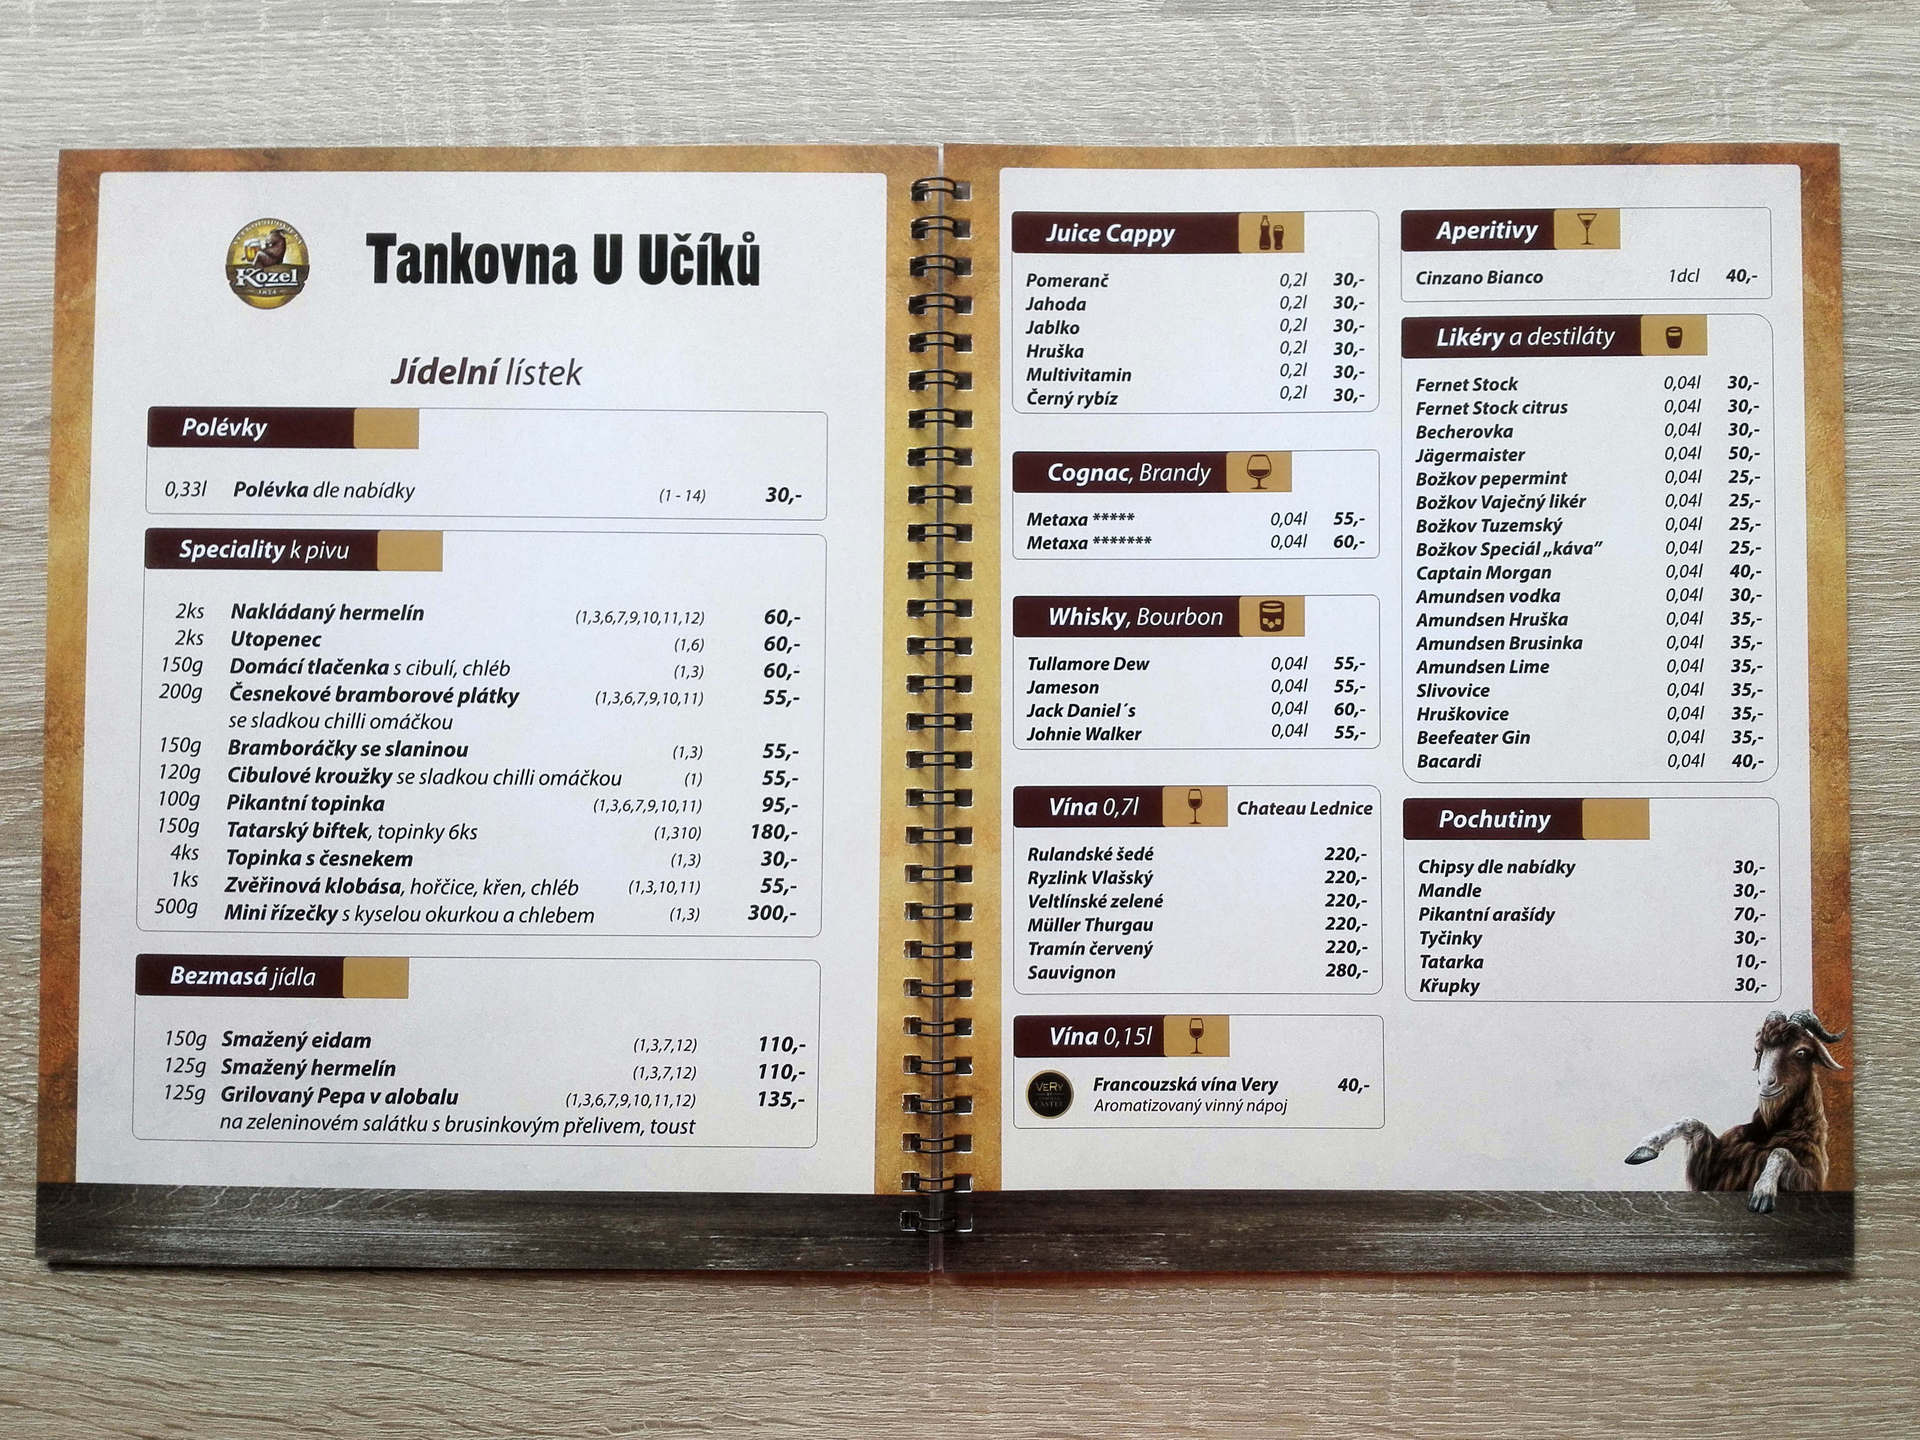 Kozel
Tankovna U Učíků
Jídelní lístek
Polévky
0,33l Polévka dle nabídky (1 - 14) 30,-
Speciality k pivu
2ks Nakládaný hermelín (1,3,6,7,9,10,11,12) 60,-
2ks Utopenec (1,6) 60,-
150g Domácí tlačenka s cibulí, chléb (1,3) 60,-
200g Česnekové bramborové plátky (1,3,6,7,9,10,11) 55,-
se sladkou chilli omáčkou
150g Bramboráčky se slaninou (1,3) 55,-
120g Cibulové kroužky se sladkou chilli omáčkou (1) 55,-
100g Pikantní topinka (1,3,6,7,9,10,11) 95,-
150g Tatarský biftek, topinky 6ks (1,310) 180,-
4ks Topinka s česnekem (1,3) 30,-
1ks Zvěřinová klobása, hořčice, křen, chléb (1,3,10,11) 55,-
500g Mini řízečky s kyselou okurkou a chlebem (1,3) 300,-
Bezmasá jídla
150g Smažený eidam (1,3,7,12) 110,-
125g Smažený hermelín (1,3,7,12) 110,-
125g Grilovaný Pepa v alobalu (1,3,6,7,9,10,11,12) 135,-
na zeleninovém salátku s brusinkovým přelivem, toust
Juice Cappy
Pomeranč 0,2l 30,-
Jahoda 0,2l 30,-
Jablko 0,2l 30,-
Hruška 0,2l 30,-
Multivitamin 0,2l 30,-
Černý rybíz 0,2l 30,-
Cognac, Brandy
Metaxa ***** 0,04l 55,-
Metaxa ******* 0,04l 60,-
Whisky, Bourbon
Tullamore Dew 0,04l 55,-
Jameson 0,04l 55,-
Jack Daniel´s 0,04l 60,-
Johnie Walker 0,04l 55,-
Vína 0,7l Chateau Lednice
Rulandské šedé 220,-
Ryzlink Vlašský 220,-
Veltlínské zelené 220,-
Müller Thurgau 220,-
Tramín červený 220,-
Sauvignon 280,-
Vína 0,15l
VeRy
Francouzská vína Very 40,-
Aromatizovaný vinný nápoj
Aperitivy
Cinzano Bianco 1dcl 40,-
Likéry a destiláty
Fernet Stock 0,04l 30,-
Fernet Stock citrus 0,04l 30,-
Becherovka 0,04l 30,-
Jägermaister 0,04l 50,-
Božkov pepermint 0,04l 25,-
Božkov Vaječný likér 0,04l 25,-
Božkov Tuzemský 0,04l 25,-
Božkov Speciál „káva” 0,04l 25,-
Captain Morgan 0,04l 40,-
Amundsen vodka 0,04l 30,-
Amundsen Hruška 0,04l 35,-
Amundsen Brusinka 0,04l 35,-
Amundsen Lime 0,04l 35,-
Slivovice 0,04l 35,-
Hruškovice 0,04l 35,-
Beefeater Gin 0,04l 35,-
Bacardi 0,04l 40,-
Pochutiny
Chipsy dle nabídky 30,-
Mandle 30,-
Pikantní arašídy 70,-
Tyčinky 30,-
Tatarka 10,-
Křupky 30,-